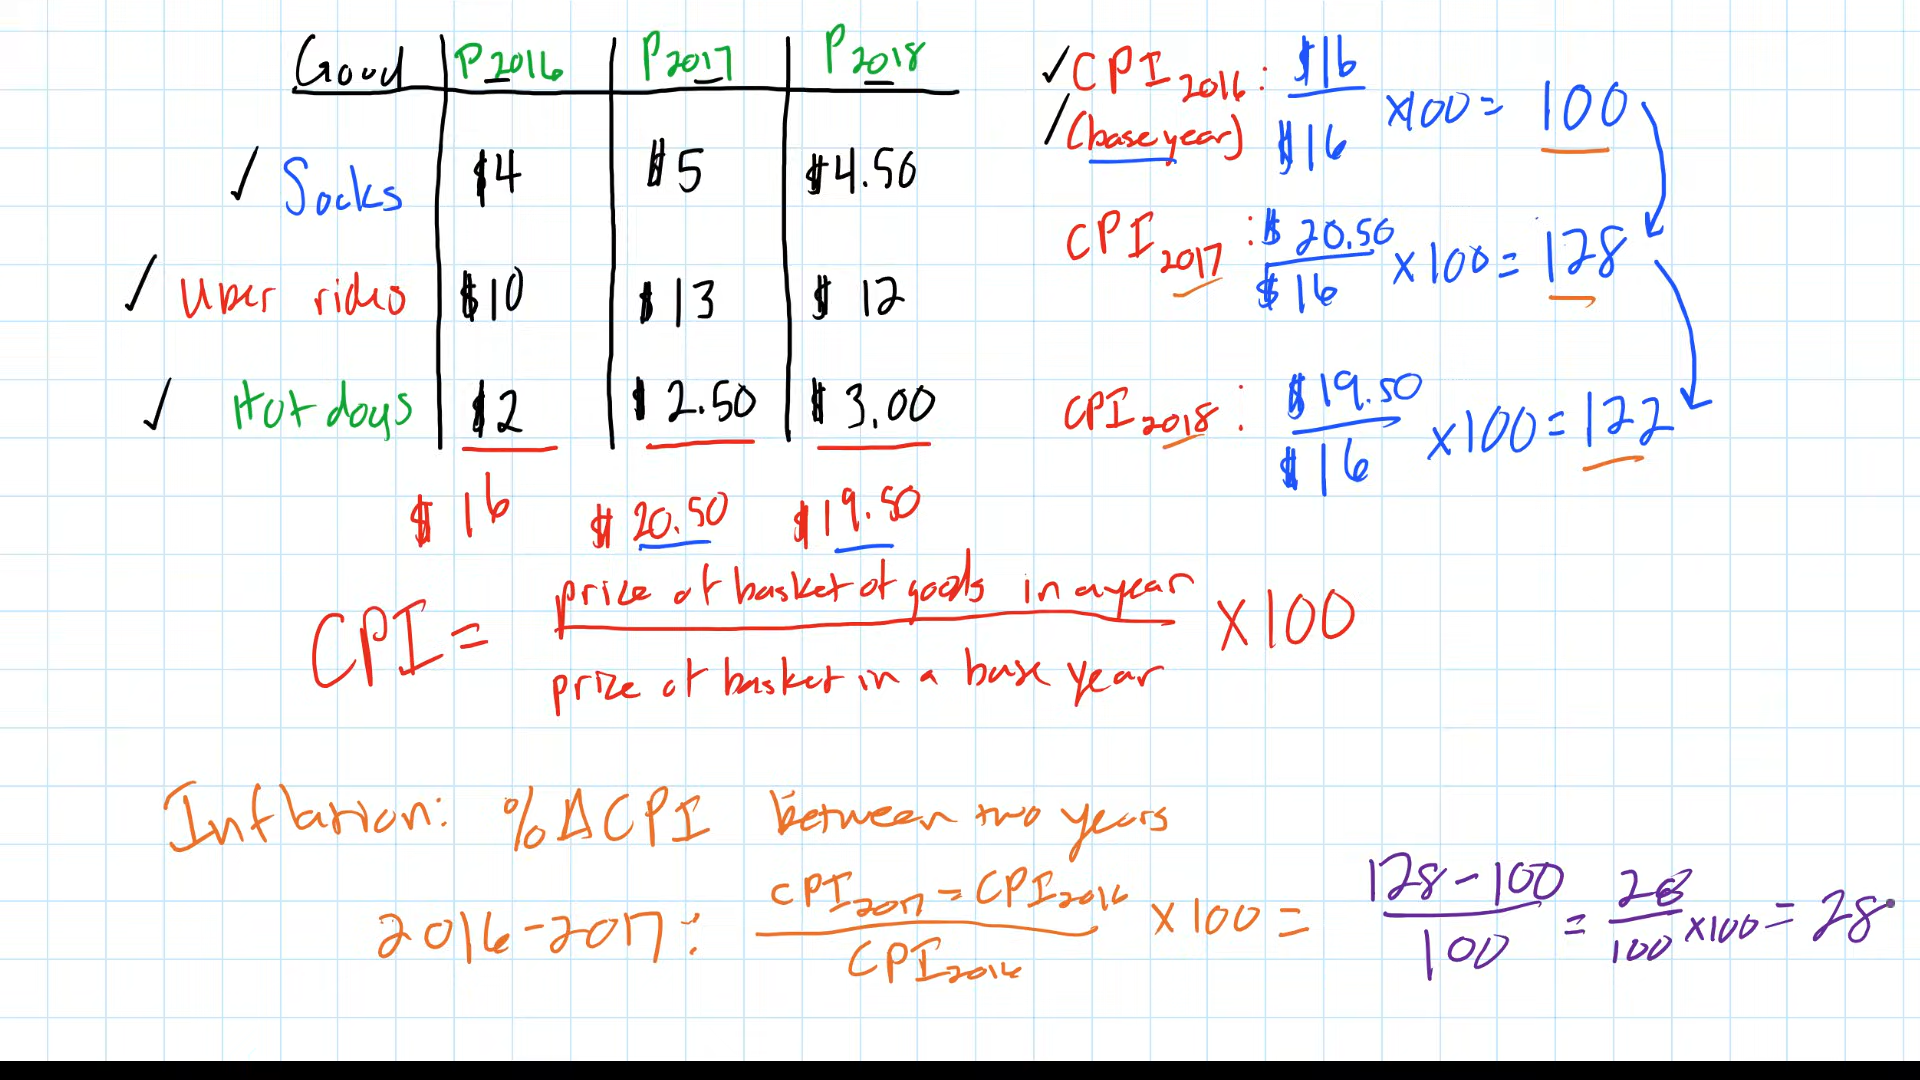 Good P2016 P2017 P2018
✓ Socks $4 $5 $4.50
✓ Uber rides $10 $13 $12
✓ Hot dogs $2 $2.50 $3.00
$16 $20.50 $19.50
✓ CPI2016: $16/$16 x100 = 100
(base year)
CPI2017: $20.50/$16 x100 = 128
CPI2018: $19.50/$16 x100 = 122
CPI = price of basket of goods in a year / price of basket in a base year x100
Inflation: %ΔCPI between two years
2016-2017: CPI2017 - CPI2016 / CPI2016 x100 = 128-100 / 100 = 28/100 x100 = 28